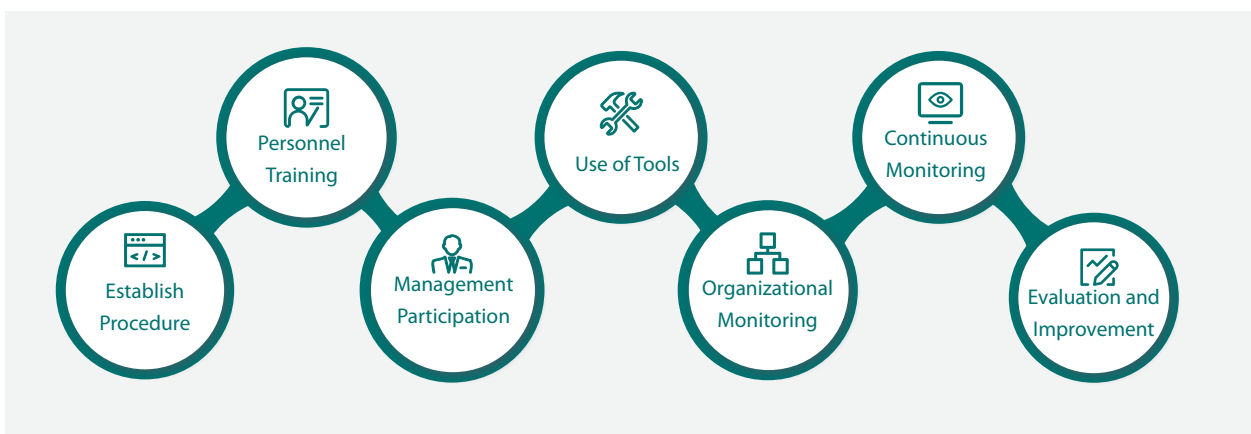 Establish
Procedure
Personnel
Training
Management
Participation
Use of Tools
Organizational
Monitoring
Continuous
Monitoring
Evaluation and
Improvement